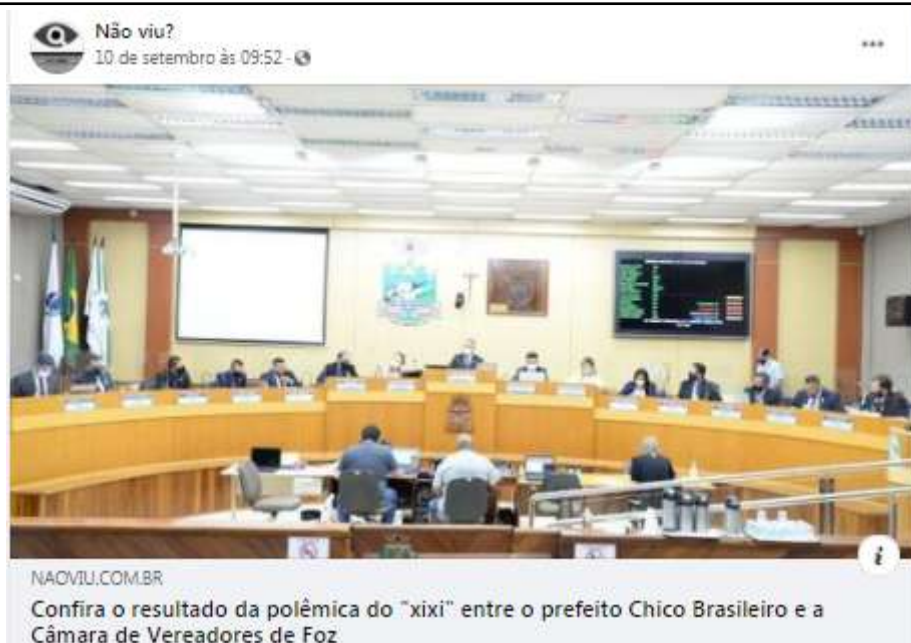 Não viu?
10 de setembro às 09:52 ·
NAOVIU.COM.BR
Confira o resultado da polêmica do "xixi" entre o prefeito Chico Brasileiro e a
Câmara de Vereadores de Foz